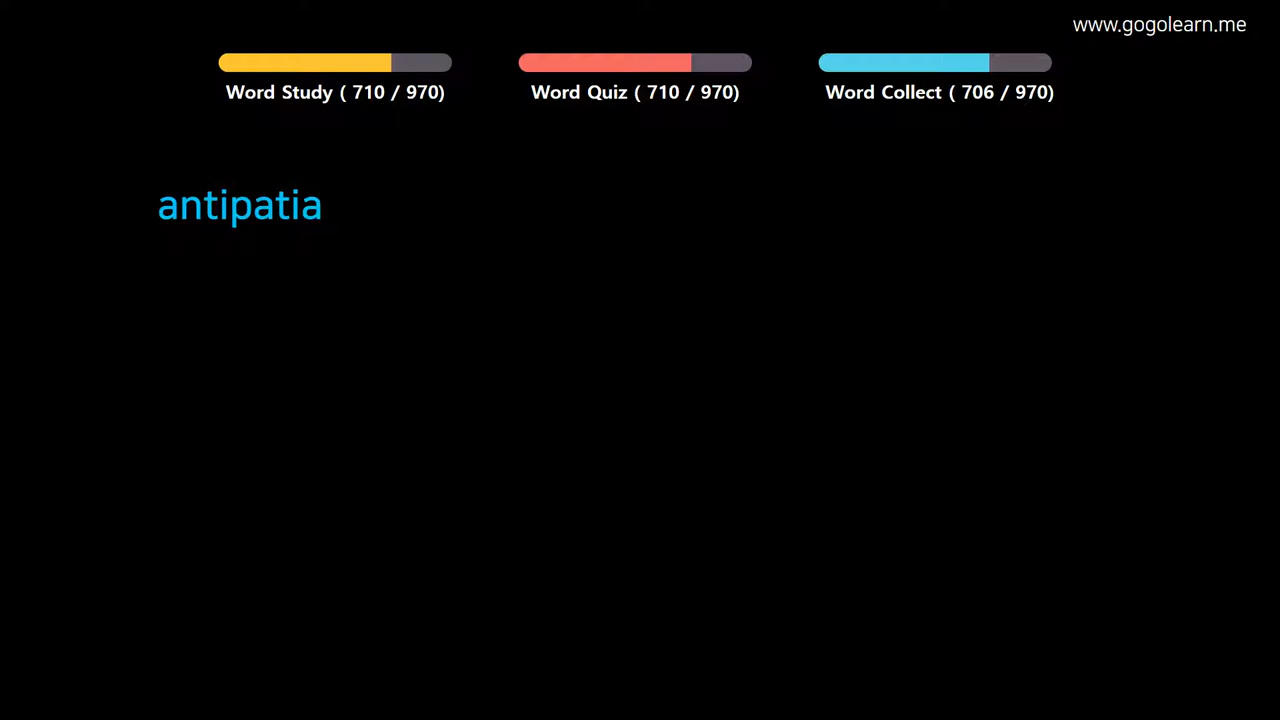 www.gogolearn.me
Word Study ( 710 / 970)
Word Quiz ( 710 / 970)
Word Collect ( 706 / 970)
antipatia